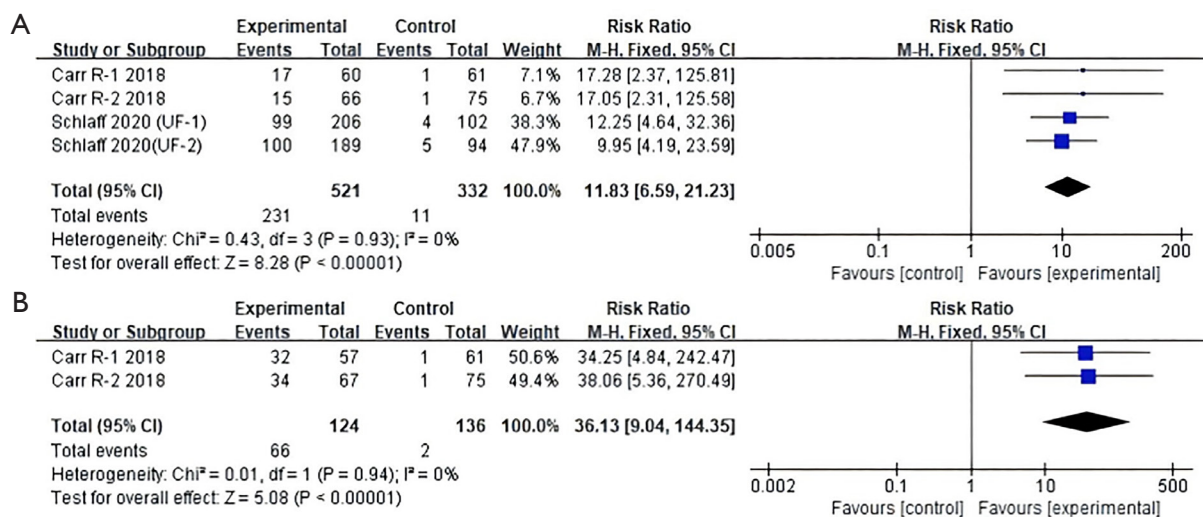 A
Experimental Control Risk Ratio Risk Ratio
Study or Subgroup Events Total Events Total Weight M-H, Fixed, 95% CI M-H, Fixed, 95% CI
Carr R-1 2018 17 60 1 61 7.1% 17.28 [2.37, 125.81]
Carr R-2 2018 15 66 1 75 6.7% 17.05 [2.31, 125.58]
Schlaff 2020 (UF-1) 99 206 4 102 38.3% 12.25 [4.64, 32.36]
Schlaff 2020(UF-2) 100 189 5 94 47.9% 9.95 [4.19, 23.59]
Total (95% CI) 521 332 100.0% 11.83 [6.59, 21.23]
Total events 231 11
Heterogeneity: Chi² = 0.43, df = 3 (P = 0.93); I² = 0%
Test for overall effect: Z = 8.28 (P < 0.00001)
0.005 0.1 1 10 200
Favours [control] Favours [experimental]
B
Experimental Control Risk Ratio Risk Ratio
Study or Subgroup Events Total Events Total Weight M-H, Fixed, 95% CI M-H, Fixed, 95% CI
Carr R-1 2018 32 57 1 61 50.6% 34.25 [4.84, 242.47]
Carr R-2 2018 34 67 1 75 49.4% 38.06 [5.36, 270.49]
Total (95% CI) 124 136 100.0% 36.13 [9.04, 144.35]
Total events 66 2
Heterogeneity: Chi² = 0.01, df = 1 (P = 0.94); I² = 0%
Test for overall effect: Z = 5.08 (P < 0.00001)
0.002 0.1 1 10 500
Favours [control] Favours [experimental]